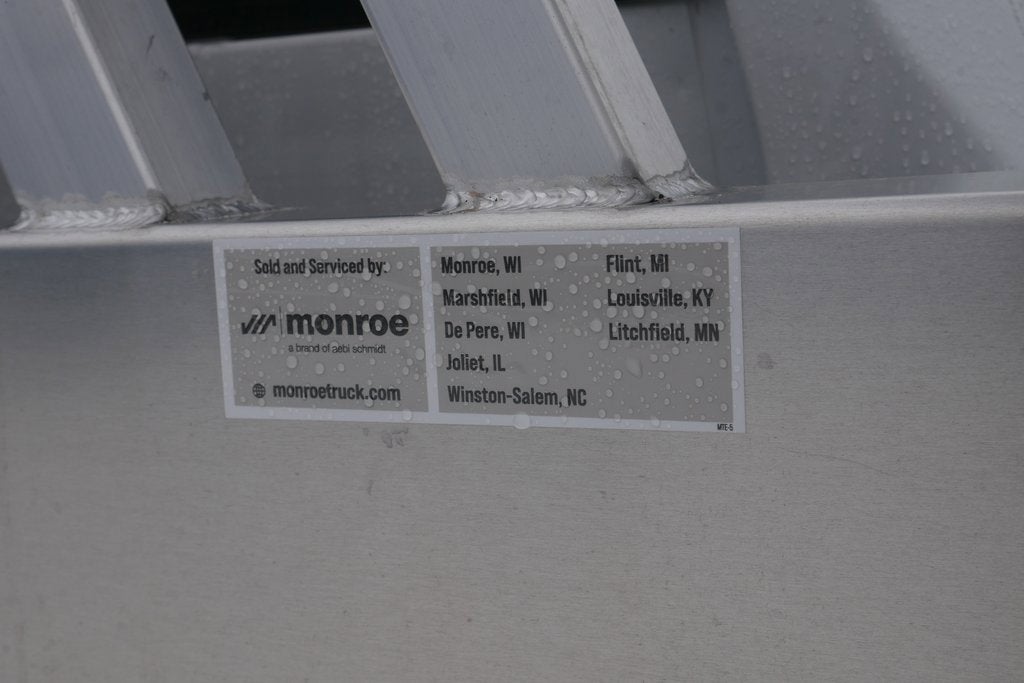 Sold and Serviced by:
monroe
a brand of aebi schmidt
monroetruck.com
Monroe, WI
Marshfield, WI
De Pere, WI
Joliet, IL
Winston-Salem, NC
Flint, MI
Louisville, KY
Litchfield, MN
MTE-5